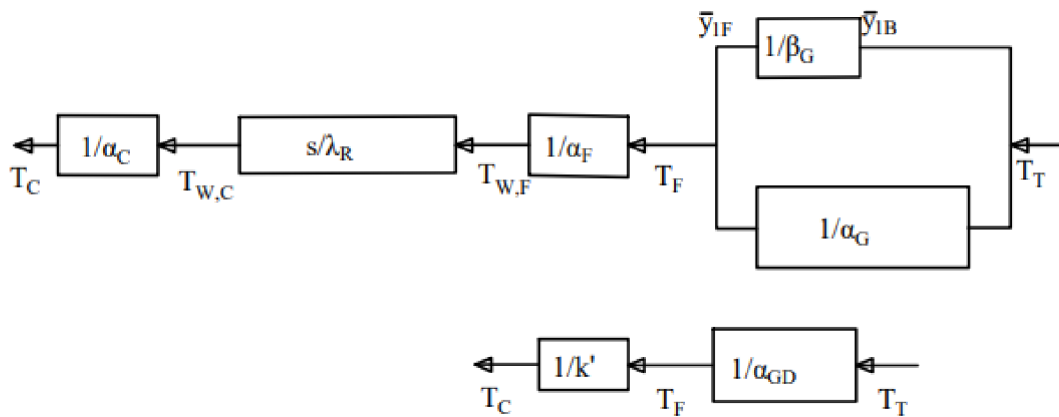 ȳ1F
1/βG
ȳ1B
1/αC
s/λR
1/αF
TC
TW,C
TW,F
TF
TT
1/αG
1/k'
1/αGD
TC
TF
TT